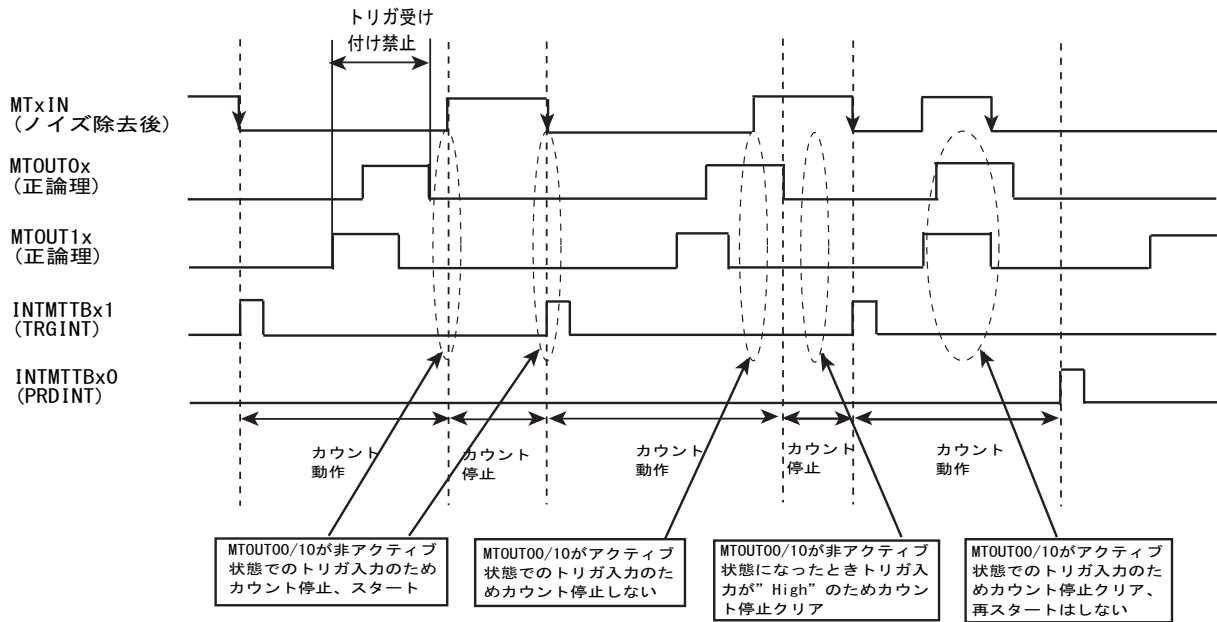 トリガ受け
付け禁止
MTxIN
(ノイズ除去後)
MTOUT0x
(正論理)
MTOUT1x
(正論理)
INTMTTBx1
(TRGINT)
INTMTTBx0
(PRDINT)
カウント
動作
カウント
停止
カウント
動作
カウント
停止
カウント
動作
MTOUT00/10が非アクティブ
状態でのトリガ入力のため
カウント停止、スタート
MTOUT00/10がアクティブ
状態でのトリガ入力のた
めカウント停止しない
MTOUT00/10が非アクティブ
状態になったときトリガ入
力が”High”のためカウン
ト停止クリア
MTOUT00/10がアクティブ
状態でのトリガ入力のた
めカウント停止クリア、
再スタートはしない